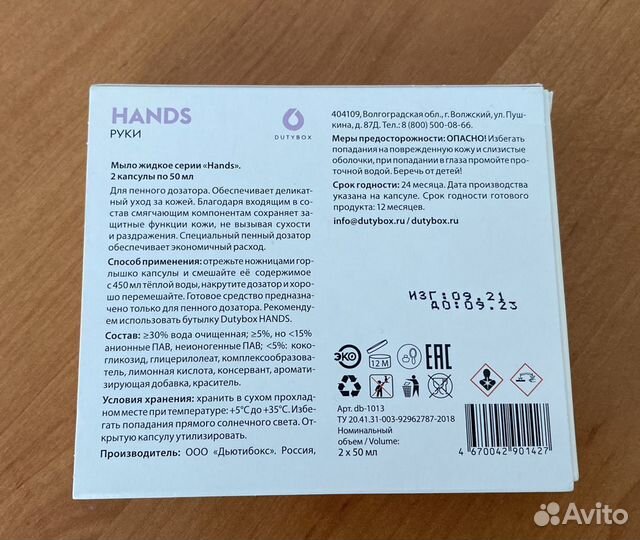 HANDS
РУКИ
DUTYBOX
Мыло жидкое серии «Hands».
2 капсулы по 50 мл
Для пенного дозатора. Обеспечивает деликат-
ный уход за кожей. Благодаря входящим в со-
став смягчающим компонентам сохраняет за-
щитные функции кожи, не вызывая сухости
и раздражения. Специальный пенный дозатор
обеспечивает экономичный расход.
Способ применения: отрежьте ножницами гор-
лышко капсулы и смешайте её содержимое
с 450 мл тёплой воды, накрутите дозатор и хоро-
шо перемешайте. Готовое средство предназна-
чено только для пенного дозатора. Рекоменду-
ем использовать бутылку Dutybox HANDS.
Состав: ≥30% вода очищенная; ≥5%, но <15%
анионные ПАВ, неионогенные ПАВ; <5%: коко-
гликозид, глицерилолеат, комплексообразова-
тель, лимонная кислота, консервант, аромати-
зирующая добавка, краситель.
Условия хранения: хранить в сухом прохлад-
ном месте при температуре: +5°С до +35°С. Избе-
гать попадания прямого солнечного света. От-
крытую капсулу утилизировать.
Производитель: ООО «Дьютибокс». Россия,
404109, Волгоградская обл., г. Волжский, ул. Пуш-
кина, д. 87Д. Тел.: 8 (800) 500-08-66.
Меры предосторожности: ОПАСНО! Избегать
попадания на поврежденную кожу и слизистые
оболочки, при попадании в глаза промойте про-
точной водой. Беречь от детей!
Срок годности: 24 месяца. Дата производства
указана на капсуле. Срок годности готового
продукта: 12 месяцев.
info@dutybox.ru / dutybox.ru
ИЗГ:09.21
ДО:09.23
ЭКО
12 М
EAC
Арт. db-1013
ТУ 20.41.31-003-92962787-2018
Номинальный
объем / Volume:
2 х 50 мл
4 670042 901427
Avito